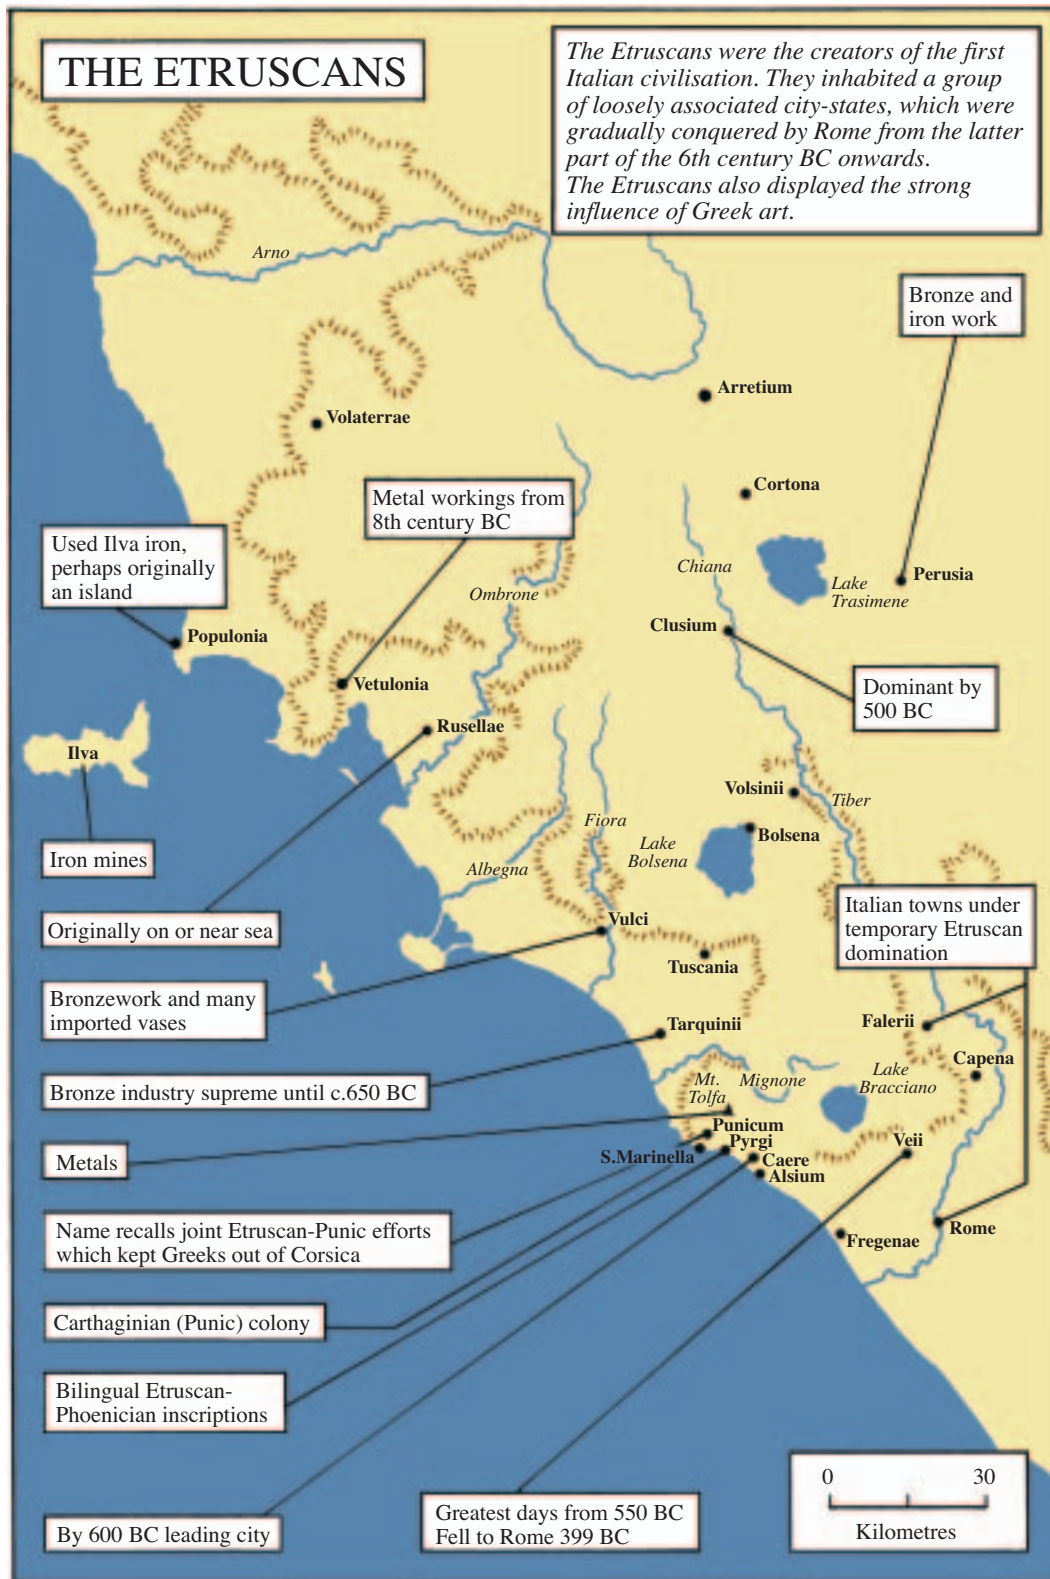 THE ETRUSCANS
The Etruscans were the creators of the first
Italian civilisation. They inhabited a group
of loosely associated city-states, which were
gradually conquered by Rome from the latter
part of the 6th century BC onwards.
The Etruscans also displayed the strong
influence of Greek art.
Arno
Bronze and
iron work
Arretium
Volaterrae
Cortona
Metal workings from
8th century BC
Used Ilva iron,
perhaps originally
an island
Chiana
Ombrone
Lake
Trasimene
Perusia
Clusium
Populonia
Vetulonia
Dominant by
500 BC
Rusellae
Ilva
Volsinii
Tiber
Fiora
Bolsena
Lake
Bolsena
Iron mines
Albegna
Italian towns under
temporary Etruscan
domination
Originally on or near sea
Vulci
Tuscania
Bronzework and many
imported vases
Tarquinii
Falerii
Capena
Bronze industry supreme until c.650 BC
Mt.
Tolfa
Mignone
Lake
Bracciano
Punicum
Pyrgi
Veii
Metals
S.Marinella
Caere
Alsium
Name recalls joint Etruscan-Punic efforts
which kept Greeks out of Corsica
Rome
Fregenae
Carthaginian (Punic) colony
Bilingual Etruscan-
Phoenician inscriptions
By 600 BC leading city
Greatest days from 550 BC
Fell to Rome 399 BC
0 30
Kilometres